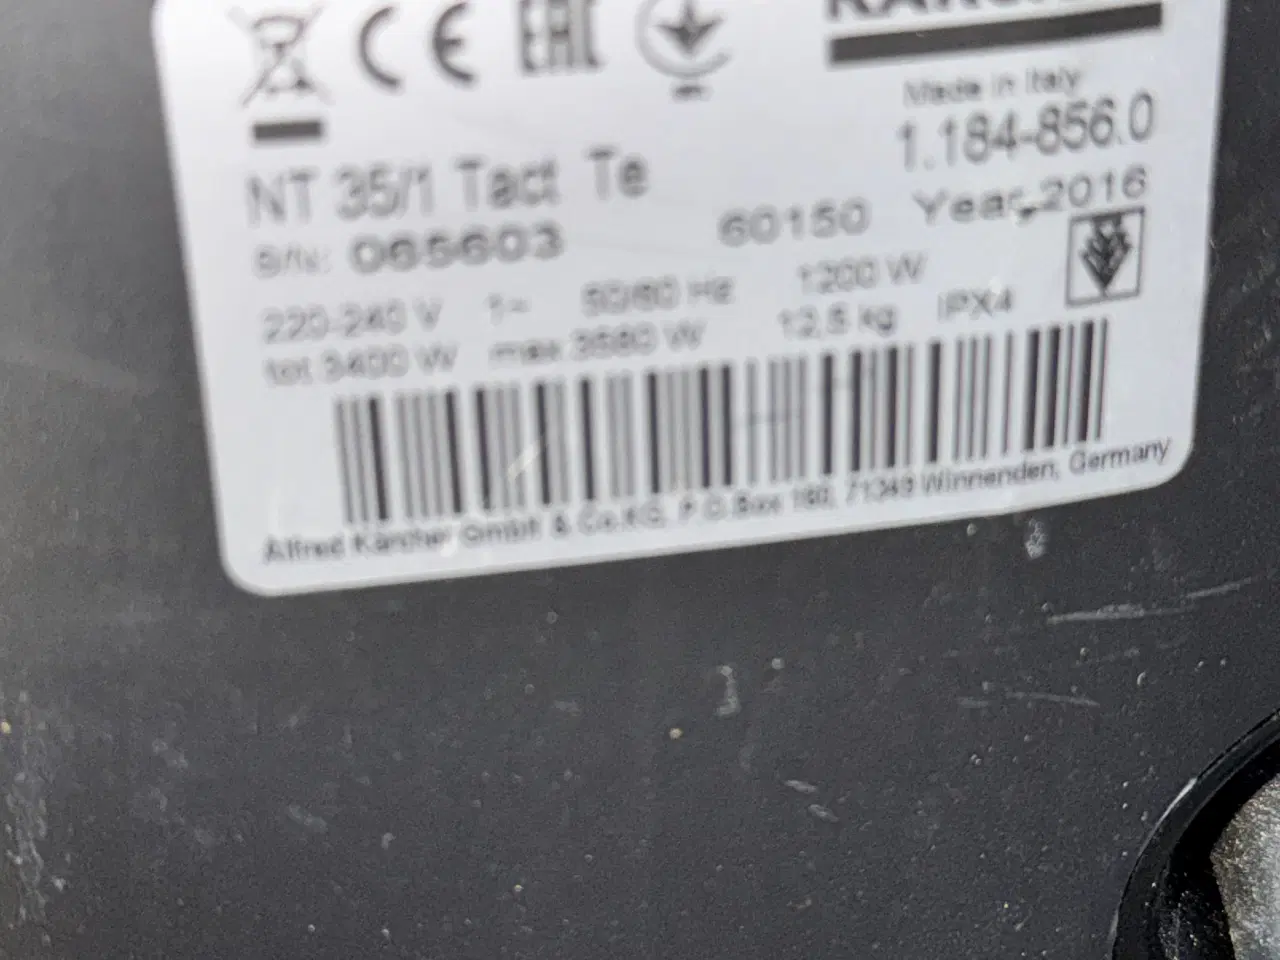 CE EAC
KÄRCHER
Made in Italy
1.184-856.0
NT 35/1 Tact Te
S/N: 065603 60150 Year 2016
220-240 V 1~ 50/60 Hz 1200 W
tot 3400 W max 3580 W 12,5 kg IPX4
Alfred Kärcher GmbH & Co.KG, P.O.Box 160, 71349 Winnenden, Germany